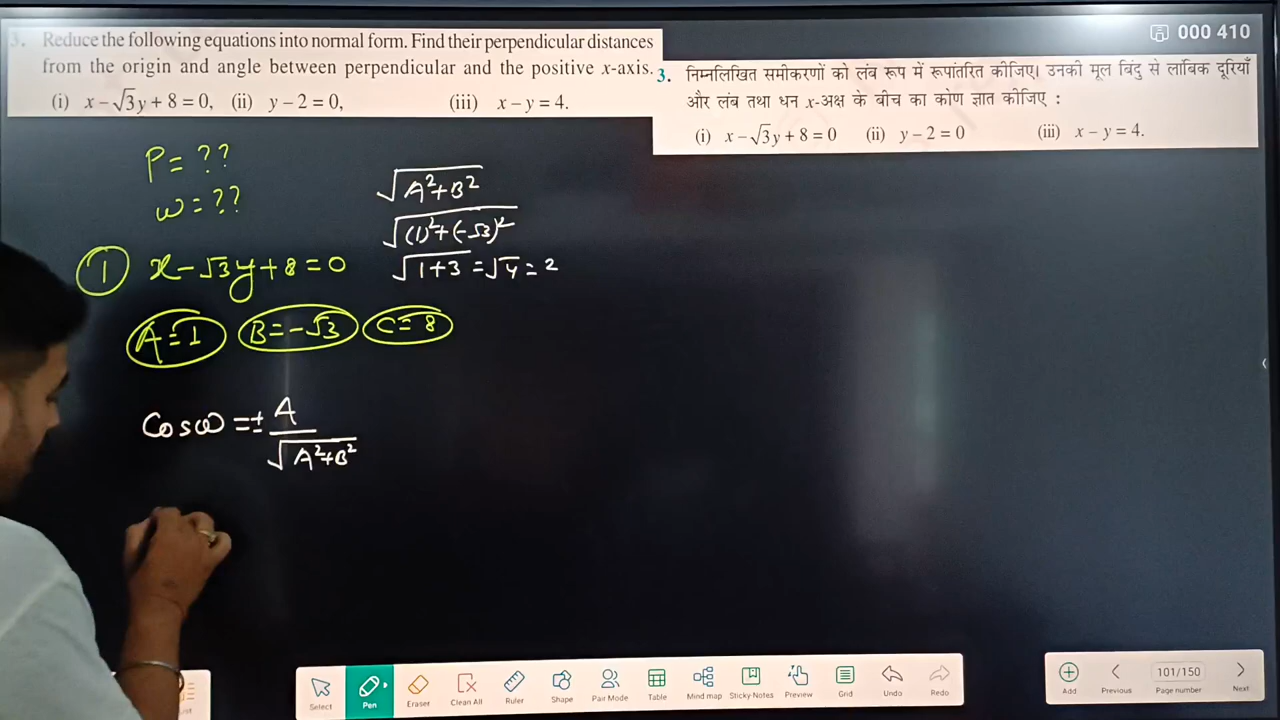 000 410
3. Reduce the following equations into normal form. Find their perpendicular distances
from the origin and angle between perpendicular and the positive x-axis.
(i) x – √3y + 8 = 0, (ii) y – 2 = 0, (iii) x – y = 4.
3. निम्नलिखित समीकरणों को लंब रूप में रूपांतरित कीजिए। उनकी मूल बिंदु से लांबिक दूरियाँ
और लंब तथा धन x-अक्ष के बीच का कोण ज्ञात कीजिए :
(i) x – √3y + 8 = 0 (ii) y – 2 = 0 (iii) x – y = 4.
P = ??
ω = ??
√A²+B²
√(1)²+(-√3)²
√1+3 = √4 = 2
① x - √3y + 8 = 0
A = 1 B = -√3 C = 8
Cosω = ± A
√A²+B²
Select Pen Eraser Clean All Ruler Shape Pair Mode Table Mind map Sticky Notes Preview Grid Undo Redo
Add Previous 101/150 Page number Next